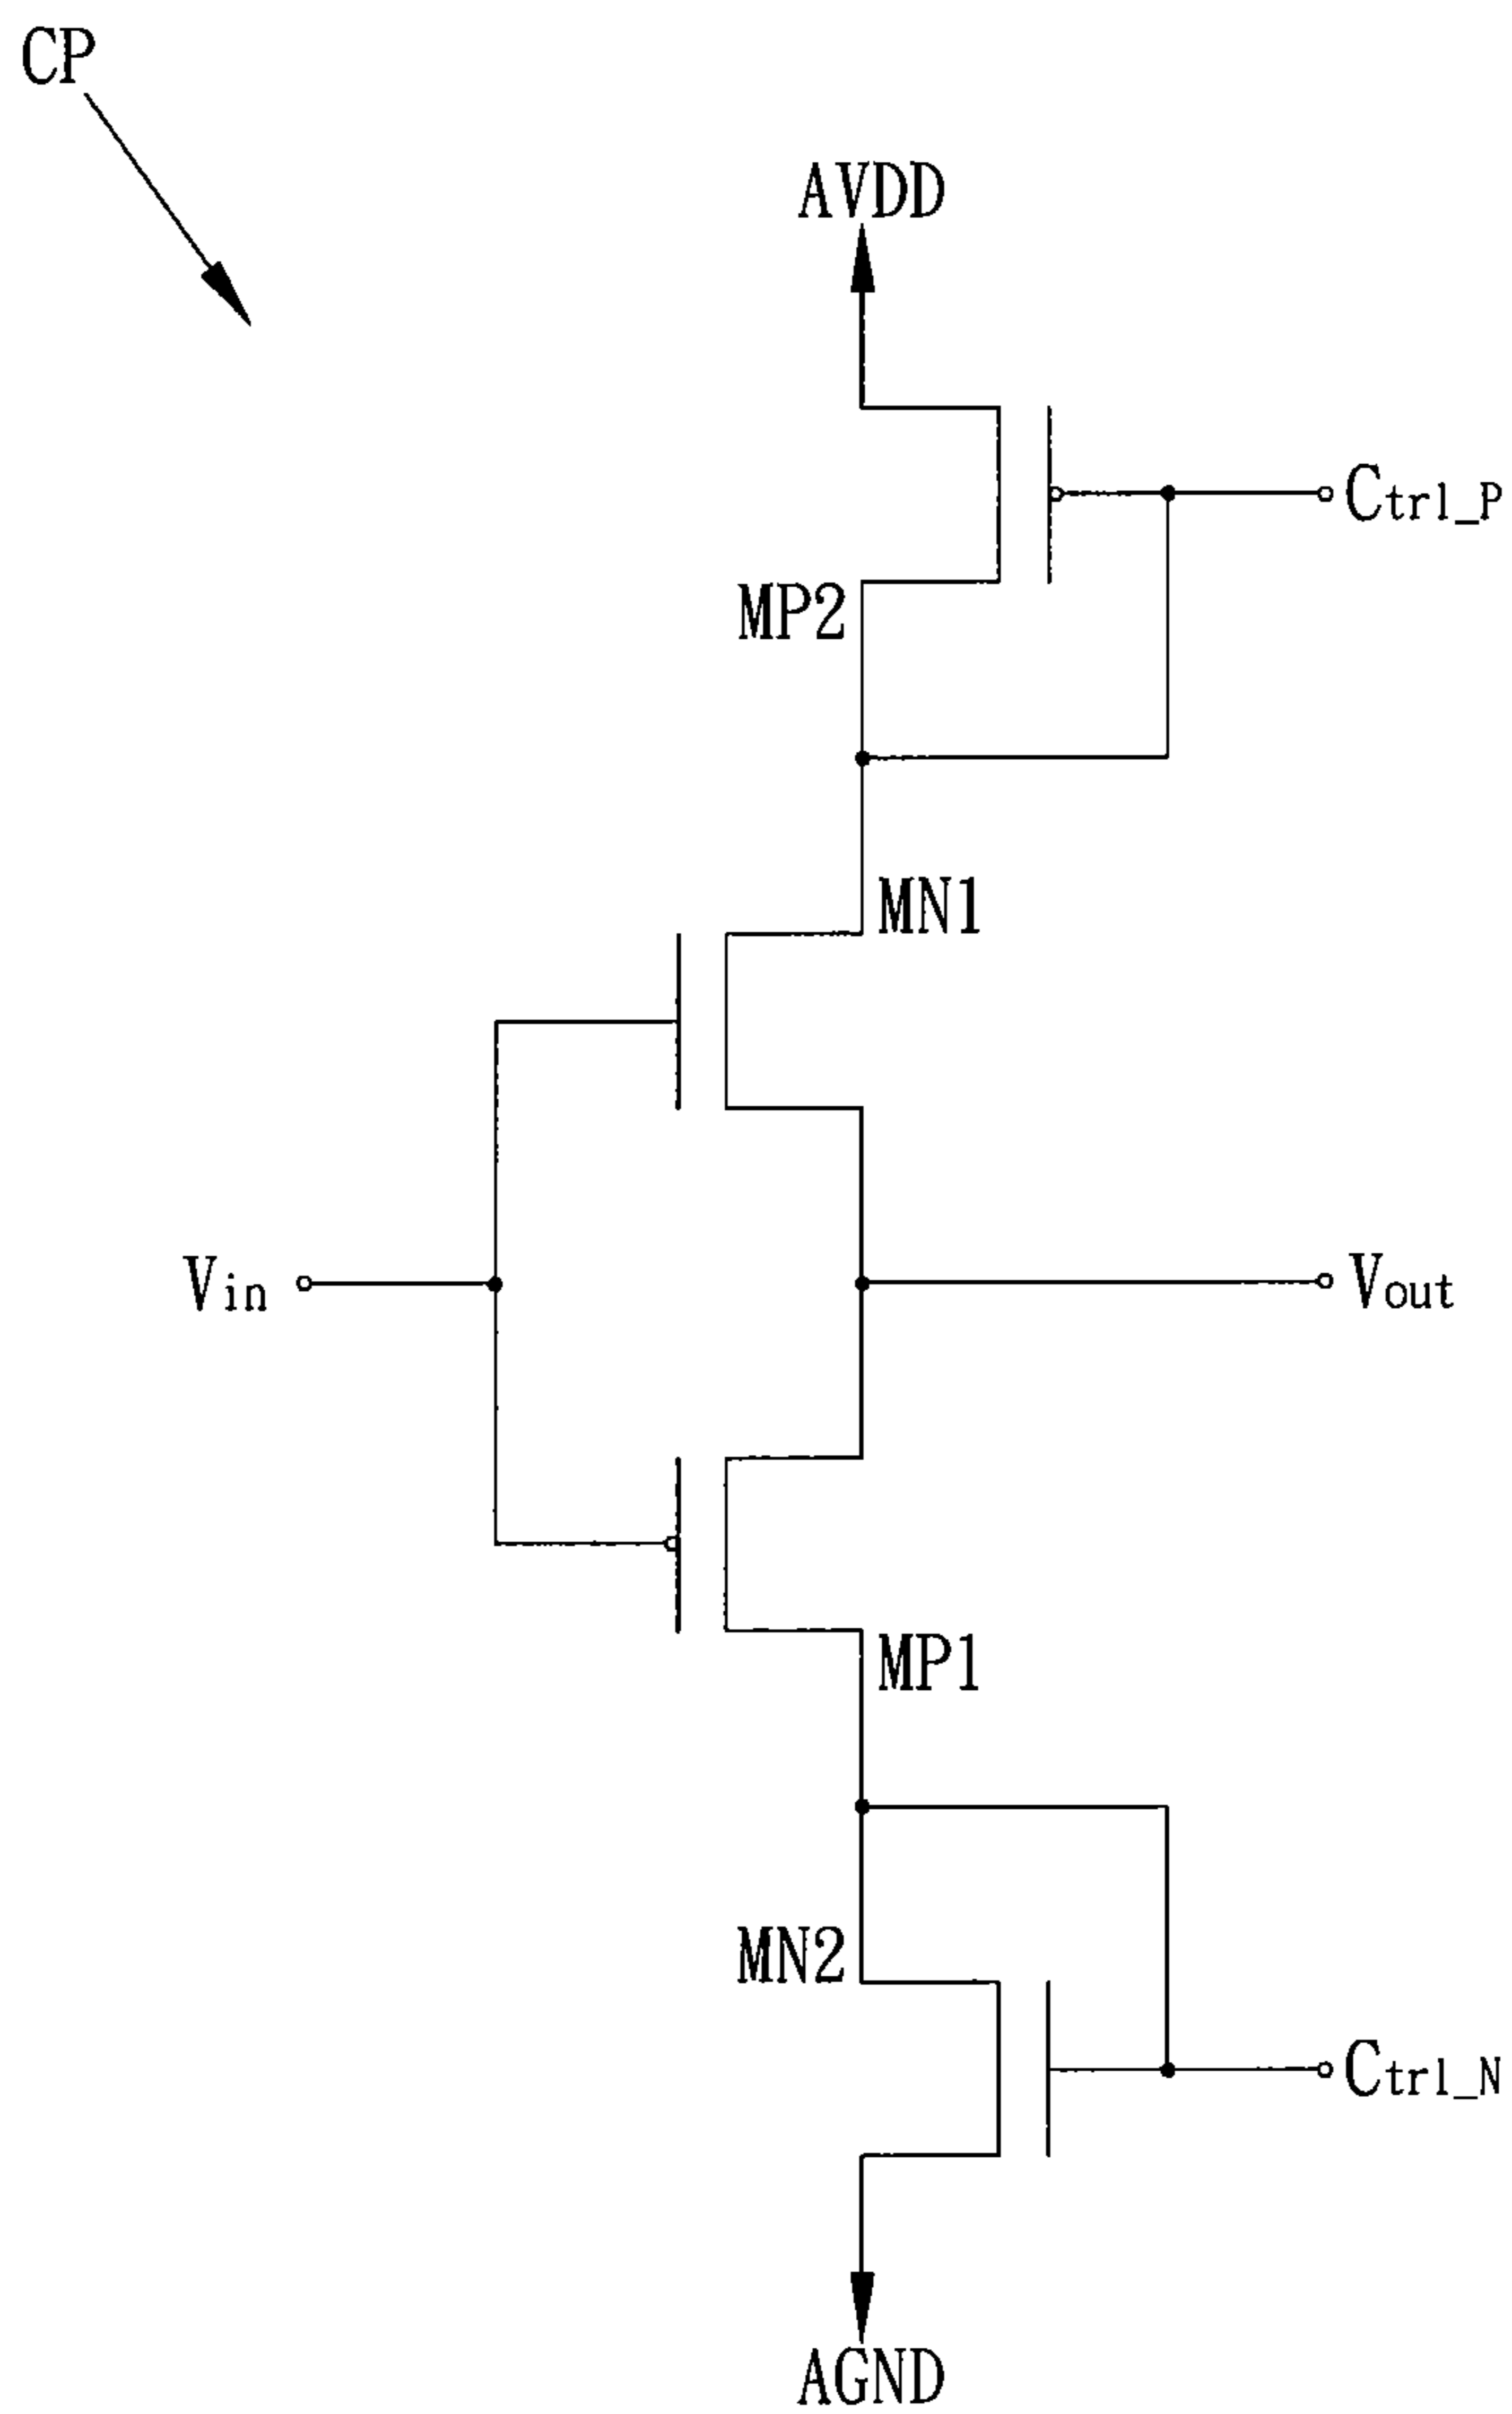 CP
AVDD
Ctrl_P
MP2
MN1
Vin
Vout
MP1
MN2
Ctrl_N
AGND